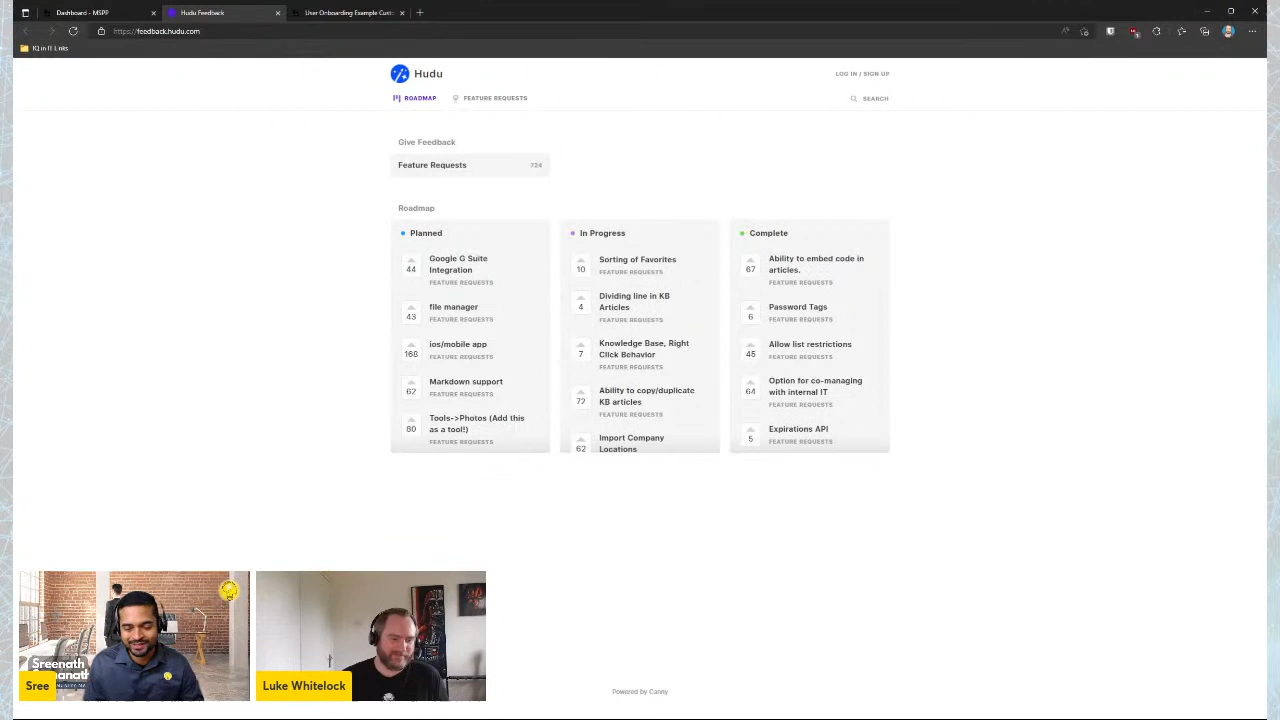 Dashboard - MSPP
Hudu Feedback
User Onboarding Example Cust
https://feedback.hudu.com
IQ in IT Links
Hudu
LOG IN / SIGN UP
ROADMAP
FEATURE REQUESTS
SEARCH
Give Feedback
Feature Requests 724
Roadmap
Planned
44
Google G Suite
Integration
FEATURE REQUESTS
43
file manager
FEATURE REQUESTS
168
ios/mobile app
FEATURE REQUESTS
62
Markdown support
FEATURE REQUESTS
80
Tools->Photos (Add this
as a tool!)
FEATURE REQUESTS
In Progress
10
Sorting of Favorites
FEATURE REQUESTS
4
Dividing line in KB
Articles
FEATURE REQUESTS
7
Knowledge Base, Right
Click Behavior
FEATURE REQUESTS
72
Ability to copy/duplicate
KB articles
FEATURE REQUESTS
62
Import Company
Locations
Complete
67
Ability to embed code in
articles.
FEATURE REQUESTS
6
Password Tags
FEATURE REQUESTS
45
Allow list restrictions
FEATURE REQUESTS
64
Option for co-managing
with internal IT
FEATURE REQUESTS
5
Expirations API
FEATURE REQUESTS
Sreenath
Sree
Luke Whitelock
Powered by Canny